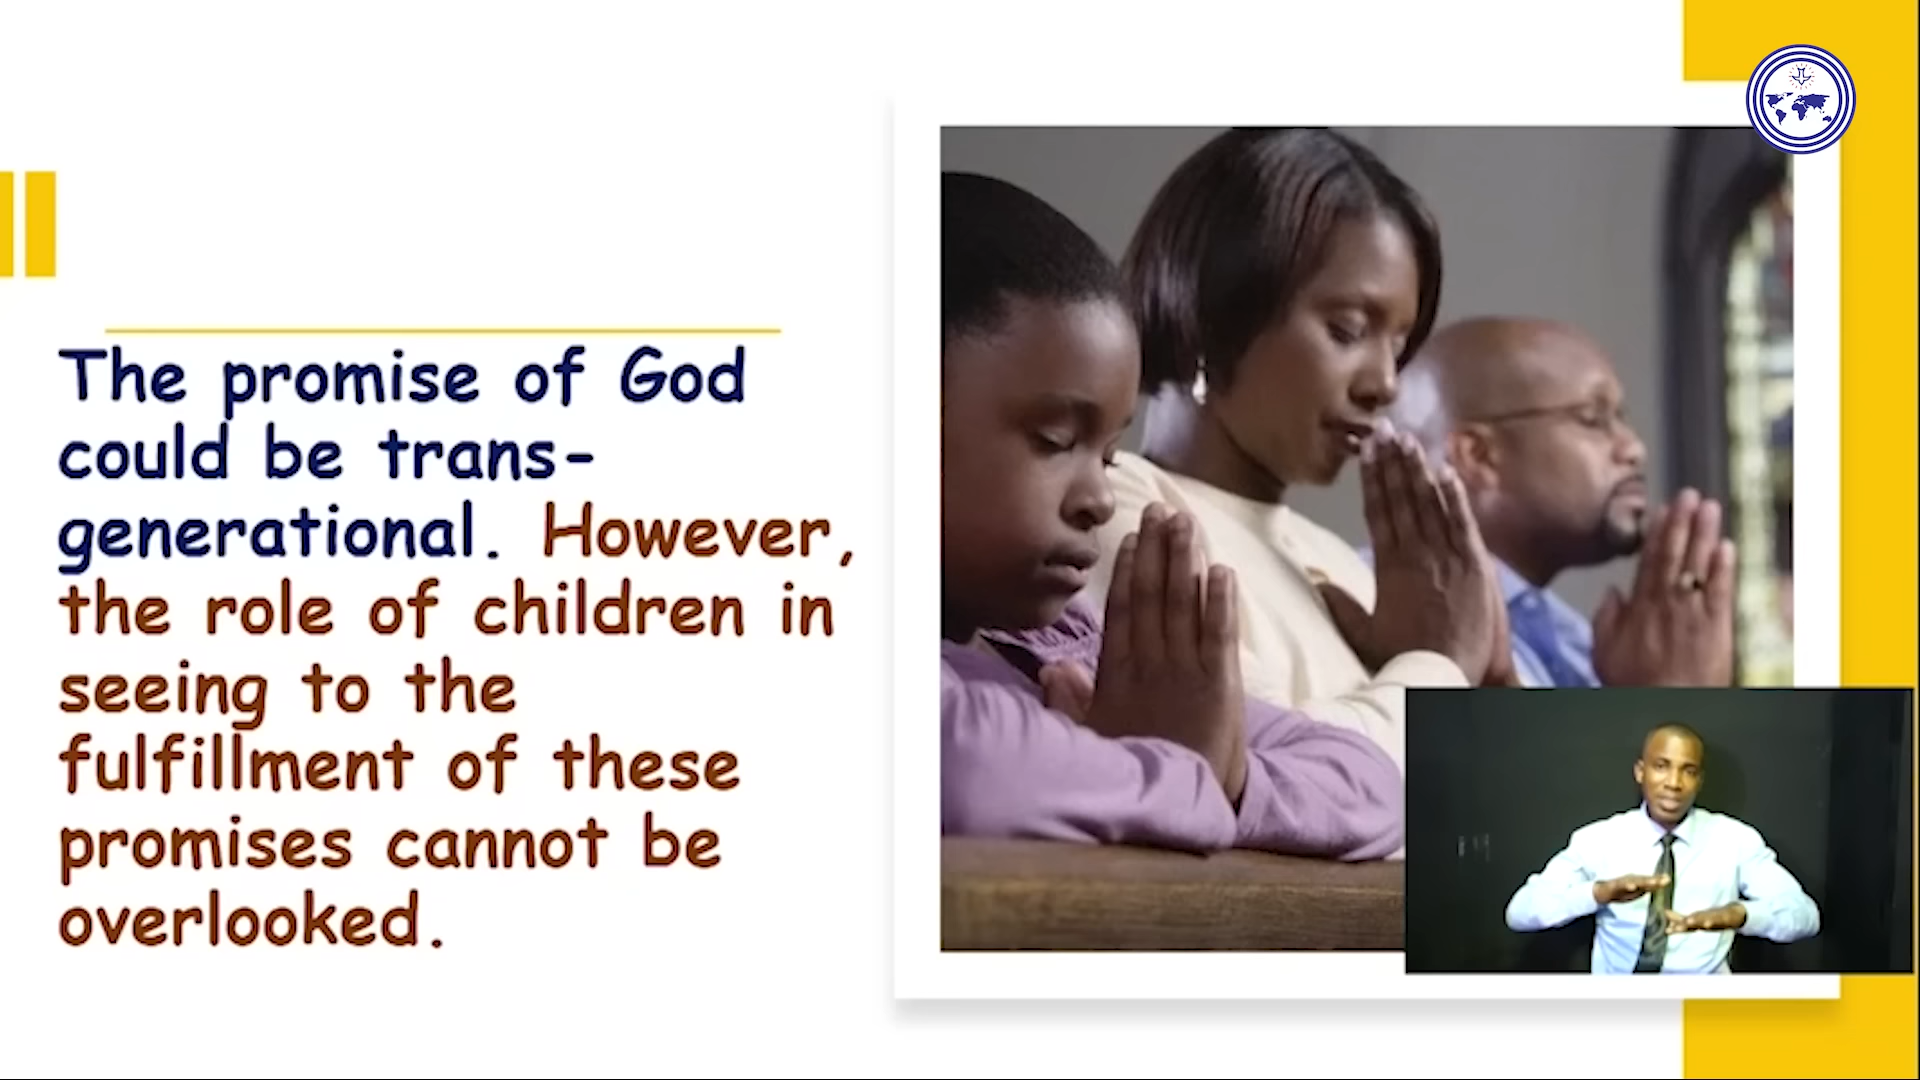 The promise of God
could be trans-
generational. However,
the role of children in
seeing to the
fulfillment of these
promises cannot be
overlooked.